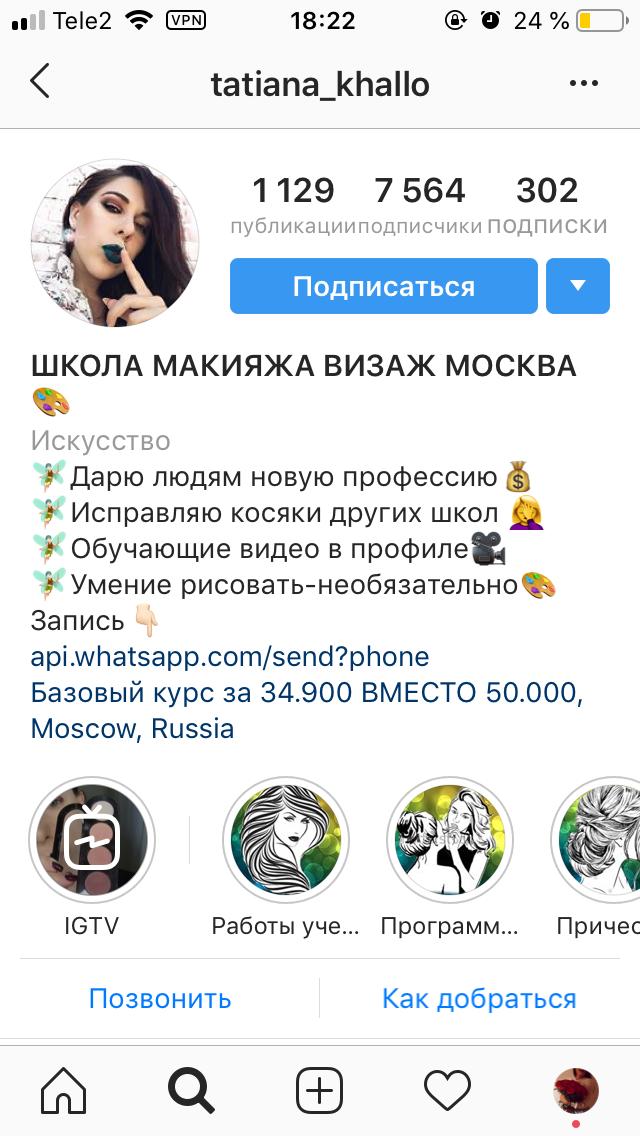 Tele2 VPN 18:22 24 %
tatiana_khallo
1 129 7 564 302
публикации подписчики подписки
Подписаться
ШКОЛА МАКИЯЖА ВИЗАЖ МОСКВА
🎨
Искусство
🧚Дарю людям новую профессию💰
🧚Исправляю косяки других школ 🤦‍♀️
🧚Обучающие видео в профиле🎥
🧚Умение рисовать-необязательно🎨
Запись 👇🏻
api.whatsapp.com/send?phone
Базовый курс за 34.900 ВМЕСТО 50.000,
Moscow, Russia
IGTV Работы уче... Программ... Причес
Позвонить Как добраться